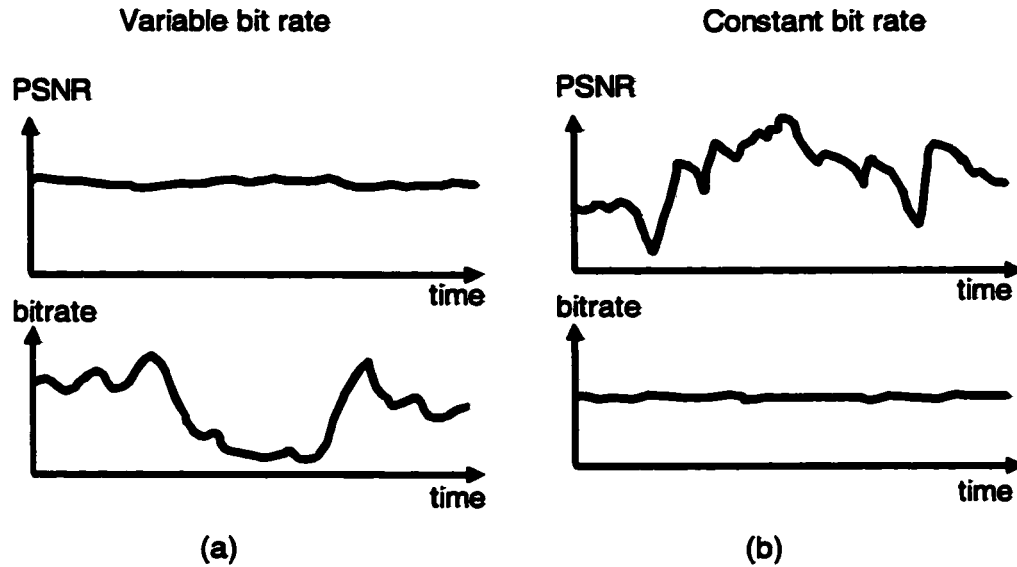 Variable bit rate
PSNR
time
bitrate
time
(a)
Constant bit rate
PSNR
time
bitrate
time
(b)